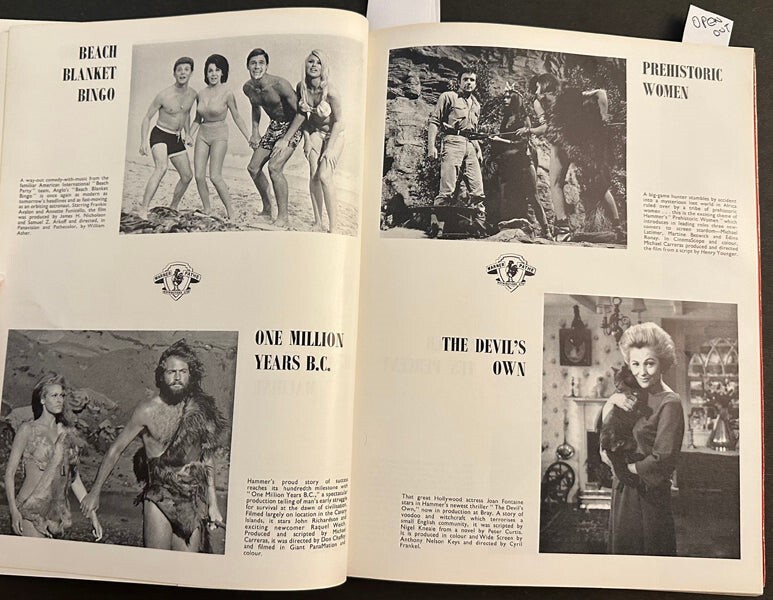 OPEN
OUT
BEACH
BLANKET
BINGO
A way-out comedy-with-music from the
familiar American International "Beach
Party" team, Anglo's "Beach Blanket
Bingo" is once again as modern as
tomorrow's headlines and as fast-moving
as an orbiting astronaut. Starring Frankie
Avalon and Annette Funicello, the film
was produced by James H. Nicholson
and Samuel Z. Arkoff and directed, in
Panavision and Pathecolor, by William
Asher.
WARNER PATHE
ONE MILLION
YEARS B.C.
Hammer's proud story of success
reaches its hundredth milestone with
"One Million Years B.C.," a spectacular
production telling of man's early struggle
for survival at the dawn of civilisation.
Filmed largely on location in the Canary
Islands, it stars John Richardson and
exciting newcomer Raquel Welch.
Produced and scripted by Michael
Carreras, it was directed by Don Chaffey
and filmed in Giant PanaMation and
colour.
PREHISTORIC
WOMEN
A big-game hunter stumbles by accident
into a mysterious lost world in Africa
ruled over by a tribe of prehistoric
women . . . this is the exciting theme of
Hammer's "Prehistoric Women" which
introduces to leading roles three new-
comers to screen stardom—Michael
Latimer, Martine Beswick and Edina
Ronay. In CinemaScope and colour,
Michael Carreras produced and directed
the film from a script by Henry Younger.
WARNER PATHE
THE DEVIL'S
OWN
That great Hollywood actress Joan Fontaine
stars in Hammer's newest thriller "The Devil's
Own," now in production at Bray. A story of
voodoo and witchcraft which terrorises a
small English community, it was scripted by
Nigel Kneale from a novel by Peter Curtis.
It is produced in colour and Wide Screen by
Anthony Nelson Keys and directed by Cyril
Frankel.